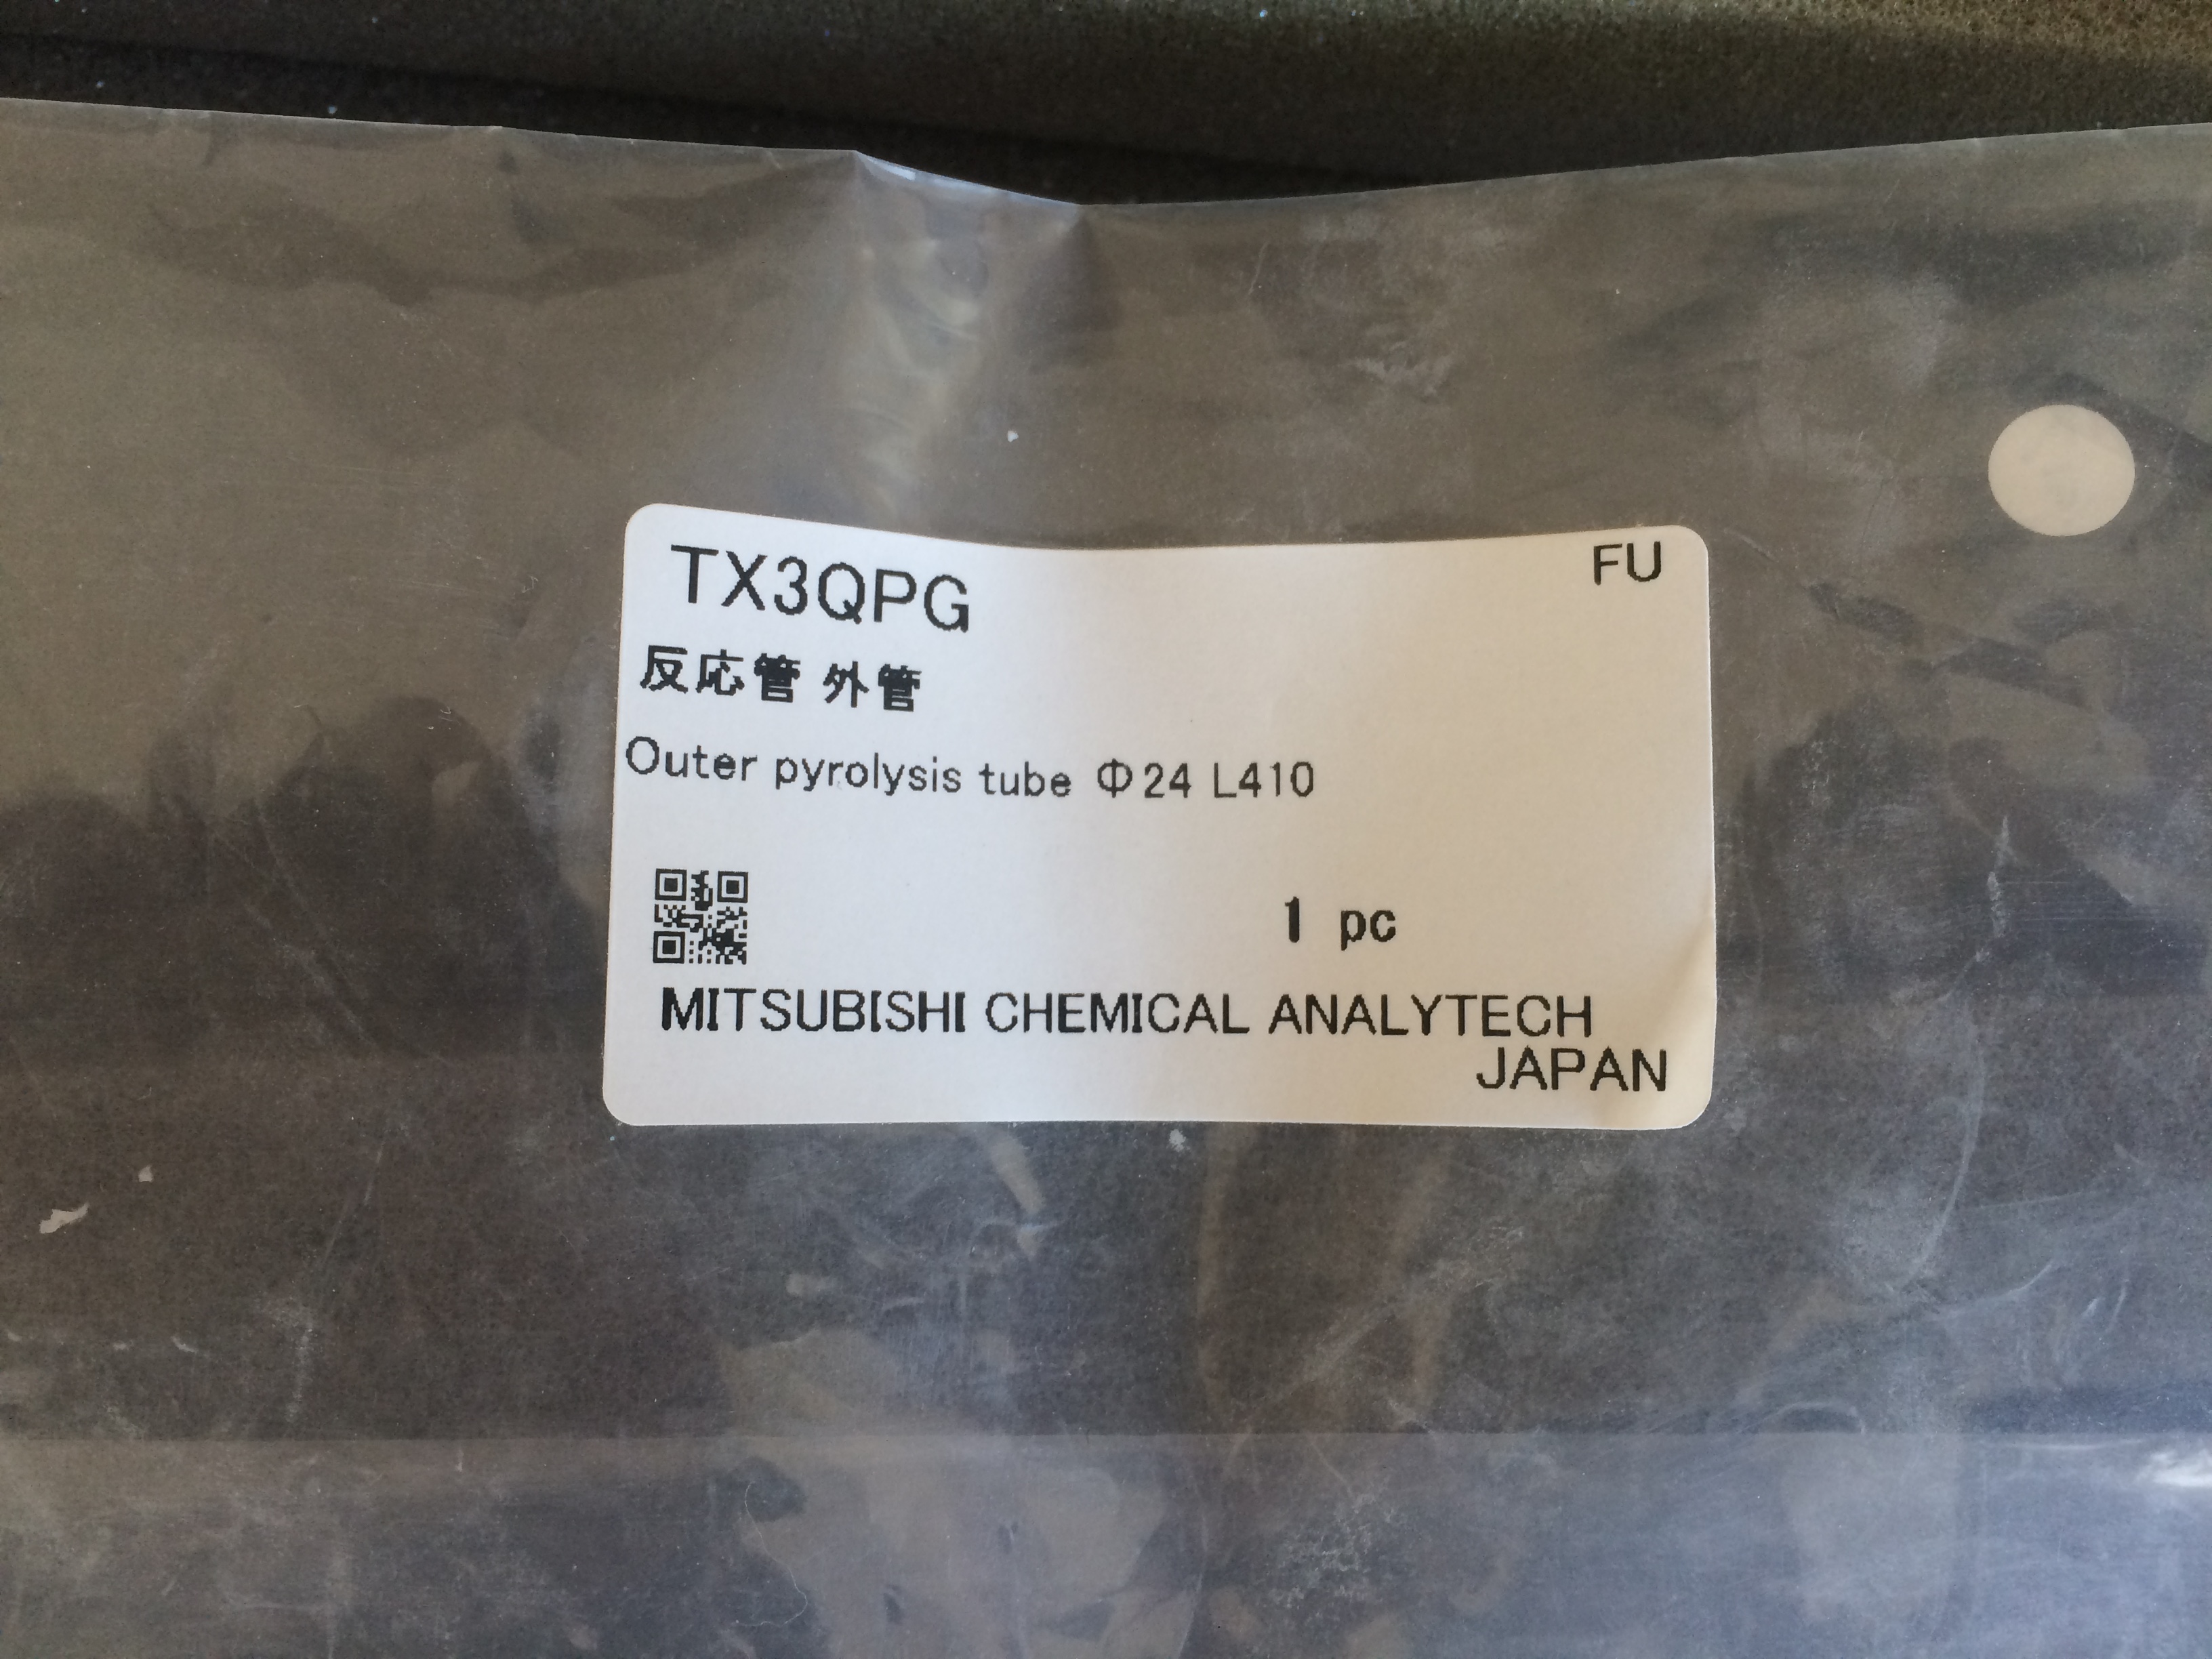 TX3QPG FU
反応管 外管
Outer pyrolysis tube Φ24 L410
1 pc
MITSUBISHI CHEMICAL ANALYTECH
JAPAN